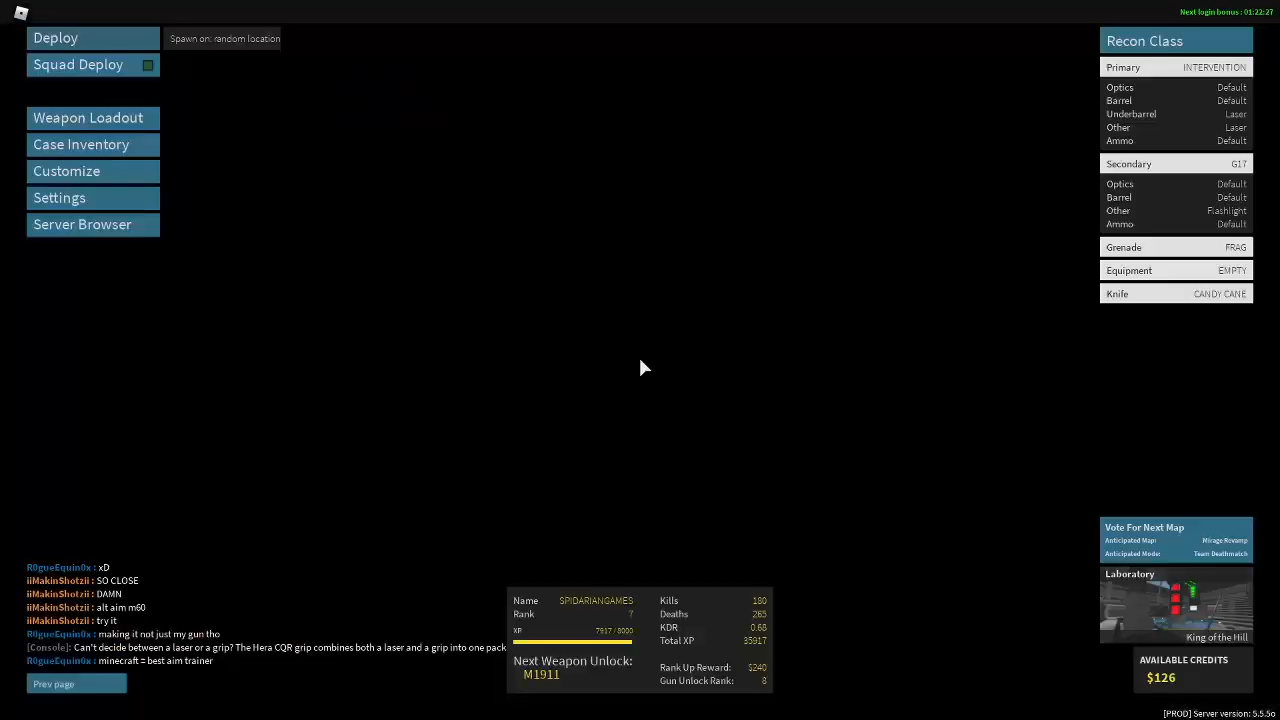 Next login bonus : 01:22:27
Deploy
Spawn on: random location
Squad Deploy
Weapon Loadout
Case Inventory
Customize
Settings
Server Browser
Recon Class
Primary INTERVENTION
Optics Default
Barrel Default
Underbarrel Laser
Other Laser
Ammo Default
Secondary G17
Optics Default
Barrel Default
Other Flashlight
Ammo Default
Grenade FRAG
Equipment EMPTY
Knife CANDY CANE
R0gueEquin0x : xD
iiMakinShotzii : SO CLOSE
iiMakinShotzii : DAMN
iiMakinShotzii : alt aim m60
iiMakinShotzii : try it
R0gueEquin0x : making it not just my gun tho
[Console]: Can't decide between a laser or a grip? The Hera CQR grip combines both a laser and a grip into one pack
R0gueEquin0x : minecraft = best aim trainer
Prev page
Name SPIDARIANGAMES
Rank 7
XP 7917 / 8000
Next Weapon Unlock:
M1911
Kills 180
Deaths 265
KDR 0.68
Total XP 35917
Rank Up Reward: $240
Gun Unlock Rank: 8
Vote For Next Map
Anticipated Map: Mirage Revamp
Anticipated Mode: Team Deathmatch
Laboratory
King of the Hill
AVAILABLE CREDITS
$126
[PROD] Server version: 5.5.5o